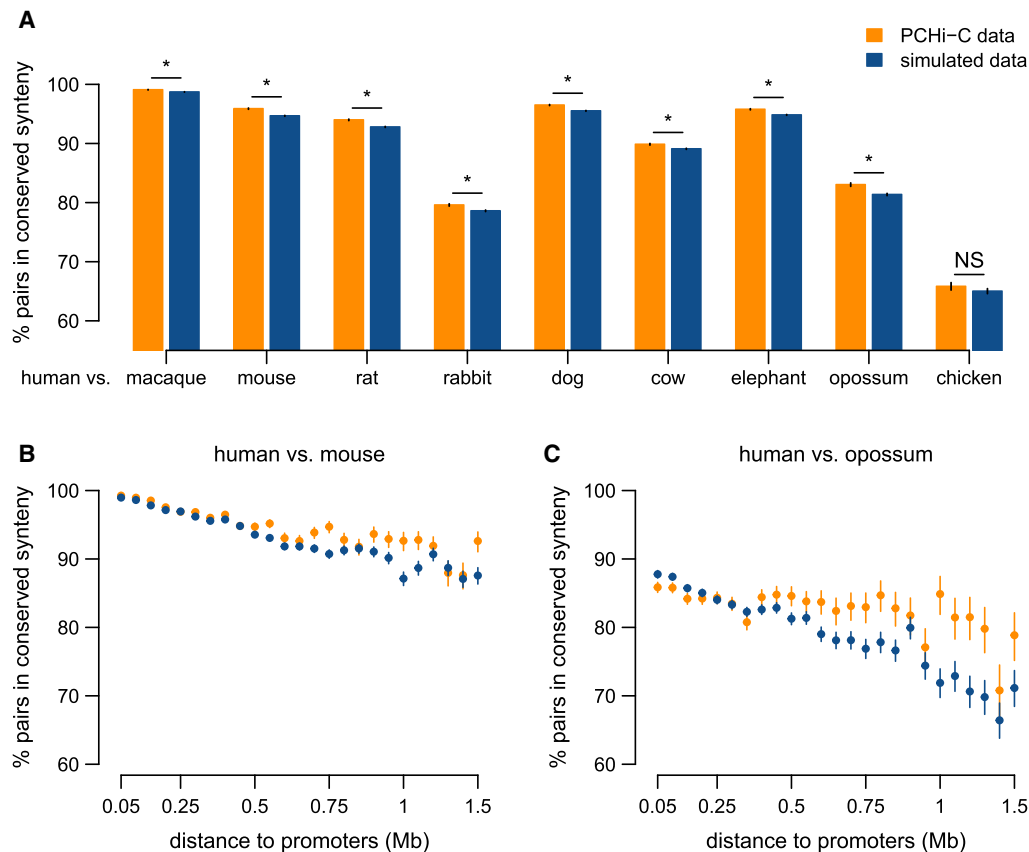 A
PCHi−C data
simulated data
% pairs in conserved synteny
100
90
80
70
60
* * * * * * * * NS
human vs. macaque mouse rat rabbit dog cow elephant opossum chicken
B
human vs. mouse
% pairs in conserved synteny
100
90
80
70
60
0.05 0.25 0.5 0.75 1 1.5
distance to promoters (Mb)
C
human vs. opossum
% pairs in conserved synteny
100
90
80
70
60
0.05 0.25 0.5 0.75 1 1.5
distance to promoters (Mb)